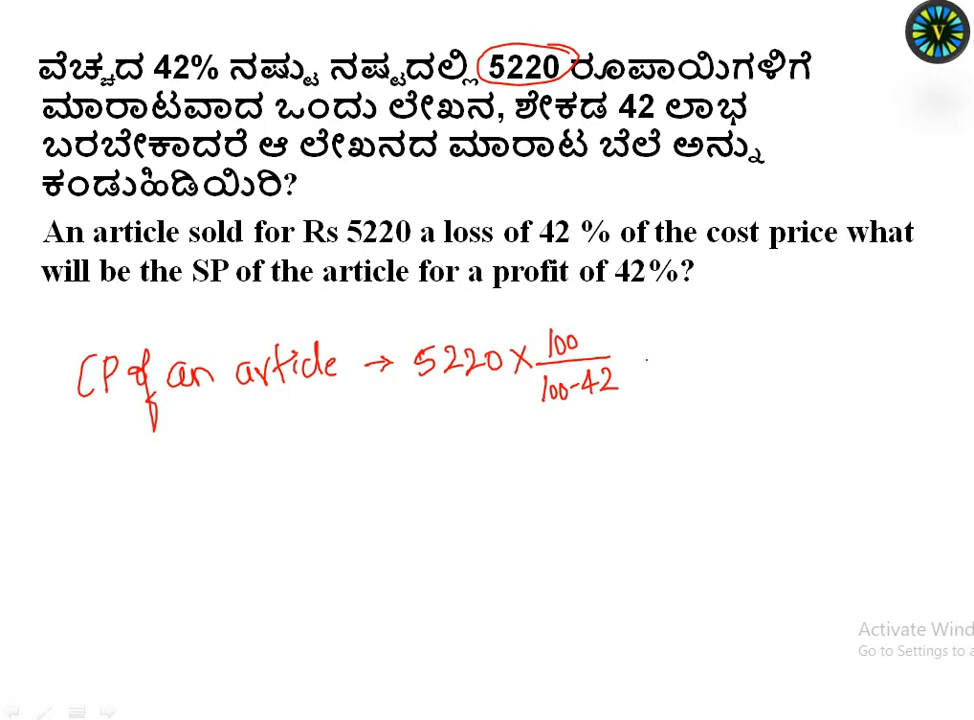 ವೆಚ್ಚದ 42% ನಷ್ಟು ನಷ್ಟದಲ್ಲಿ 5220 ರೂಪಾಯಿಗಳಿಗೆ
ಮಾರಾಟವಾದ ಒಂದು ಲೇಖನ, ಶೇಕಡ 42 ಲಾಭ
ಬರಬೇಕಾದರೆ ಆ ಲೇಖನದ ಮಾರಾಟ ಬೆಲೆ ಅನ್ನು
ಕಂಡುಹಿಡಿಯಿರಿ?
An article sold for Rs 5220 a loss of 42 % of the cost price what
will be the SP of the article for a profit of 42%?
CP of an article → 5220 × 100/100-42
Activate Wind
Go to Settings to a
V